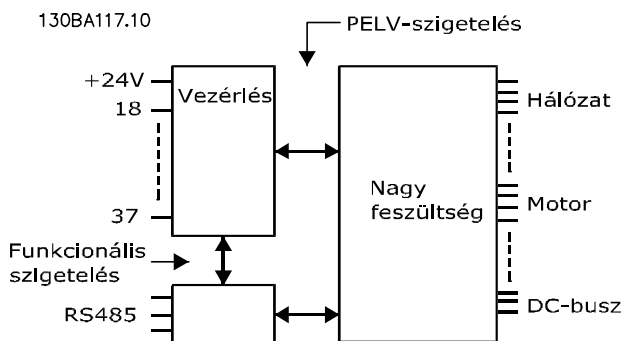 130BA117.10
PELV-szigetelés
+24V
18
37
Vezérlés
Nagy
feszültség
Hálózat
Motor
DC-busz
Funkcionális
szigetelés
RS485